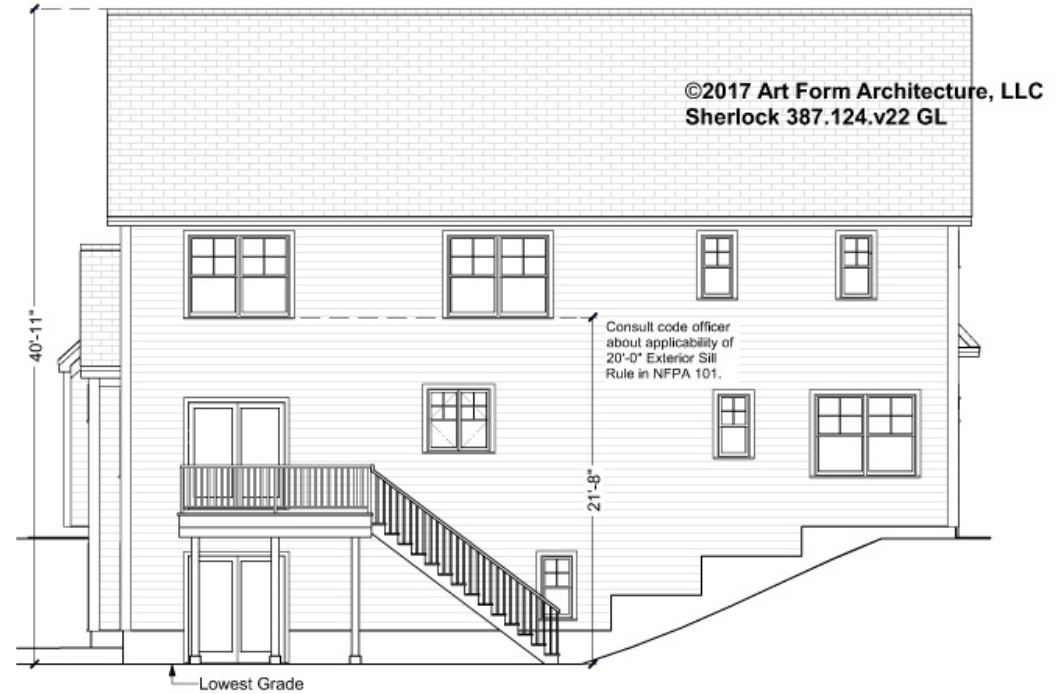 ©2017 Art Form Architecture, LLC
Sherlock 387.124.v22 GL
40'-11"
Consult code officer
about applicability of
20'-0" Exterior Sill
Rule in NFPA 101.
21'-8"
Lowest Grade